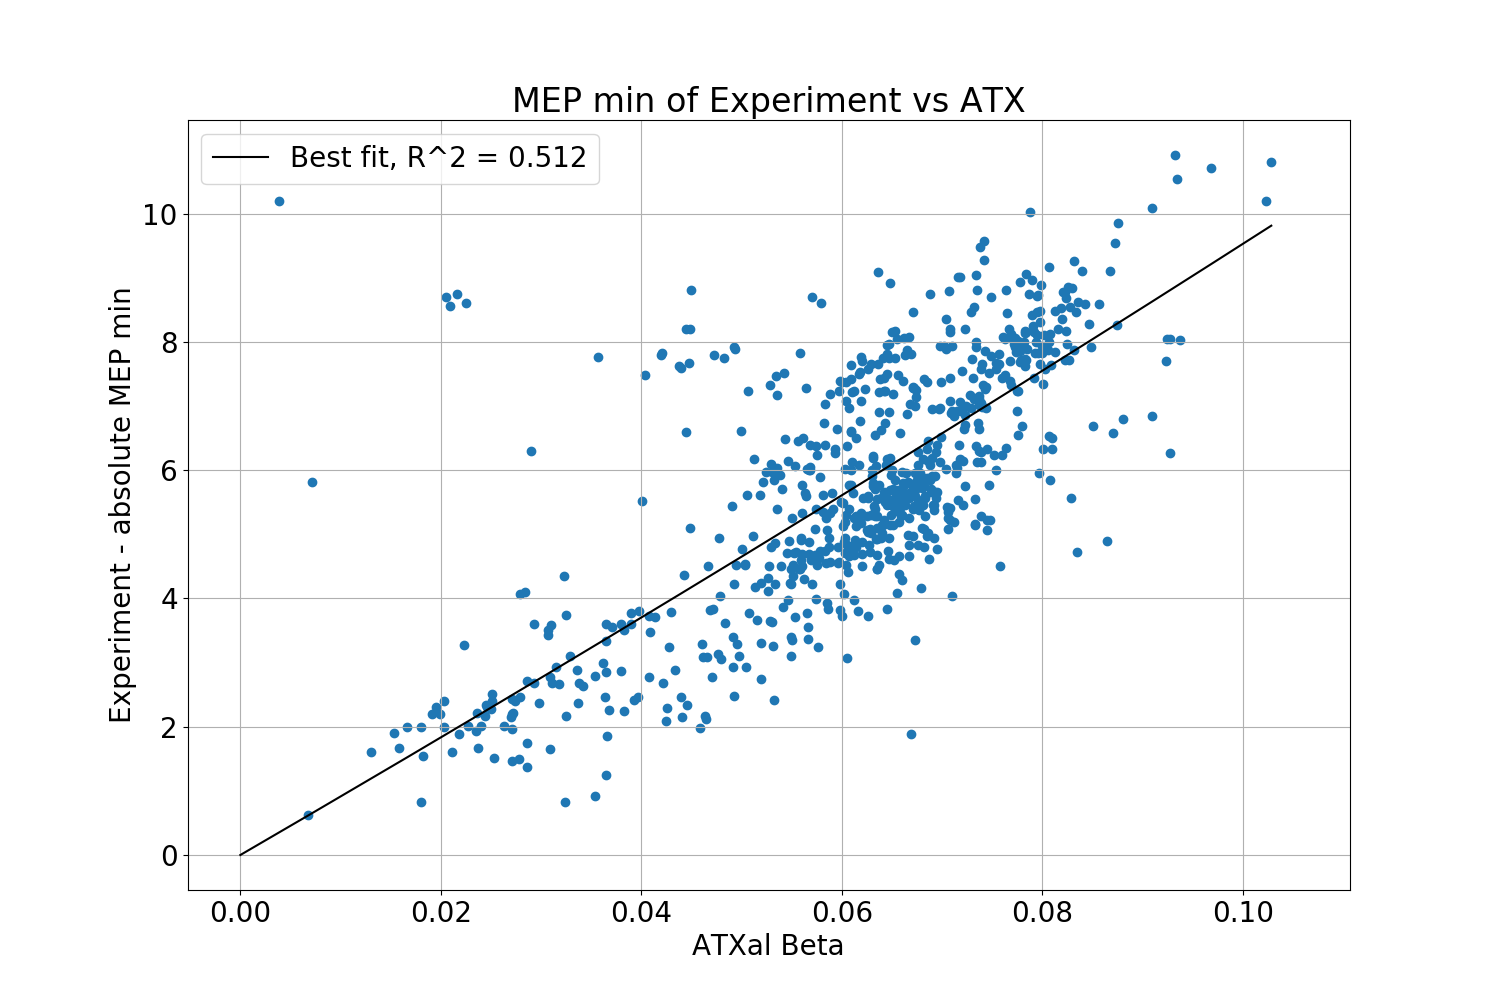 MEP min of Experiment vs ATX
Best fit, R^2 = 0.512
Experiment - absolute MEP min
10
8
6
4
2
0
0.00 0.02 0.04 0.06 0.08 0.10
ATXal Beta